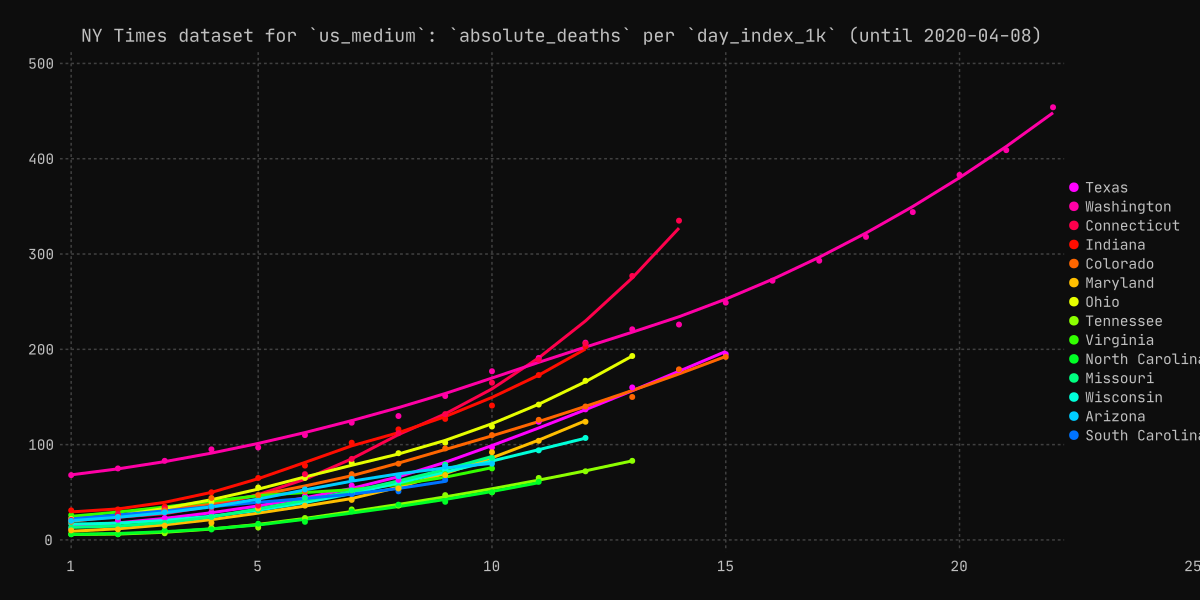 NY Times dataset for `us_medium`: `absolute_deaths` per `day_index_1k` (until 2020-04-08)
500
400
300
200
100
0
1 5 10 15 20 25
Texas
Washington
Connecticut
Indiana
Colorado
Maryland
Ohio
Tennessee
Virginia
North Carolina
Missouri
Wisconsin
Arizona
South Carolina